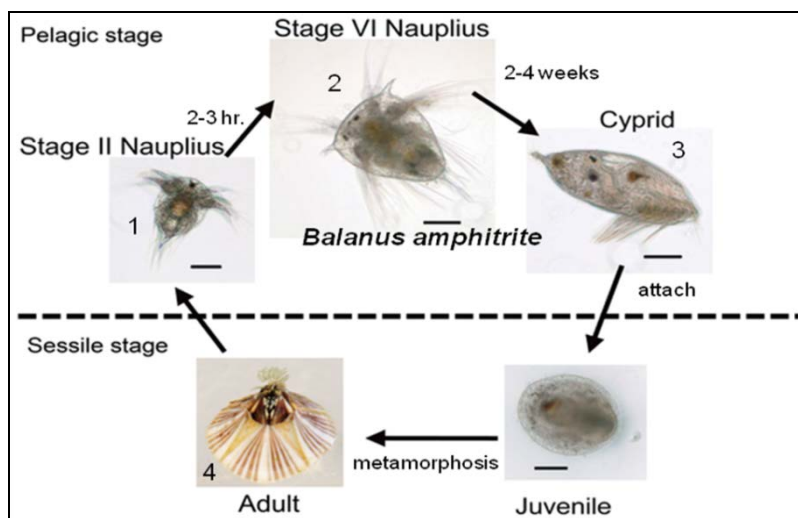 Pelagic stage
Stage VI Nauplius
2
2-4 weeks
2-3 hr.
Cyprid
3
Stage II Nauplius
1
Balanus amphitrite
attach
Sessile stage
4
metamorphosis
Adult
Juvenile